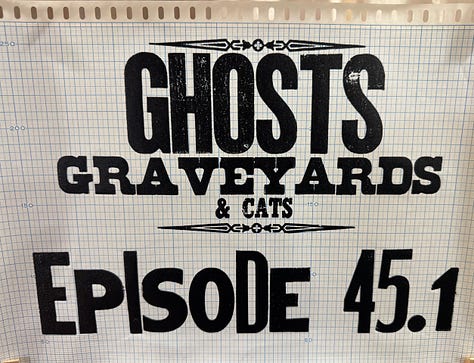 GHOSTS
GRAVEYARDS
& CATS
EpIsoDE 45.1